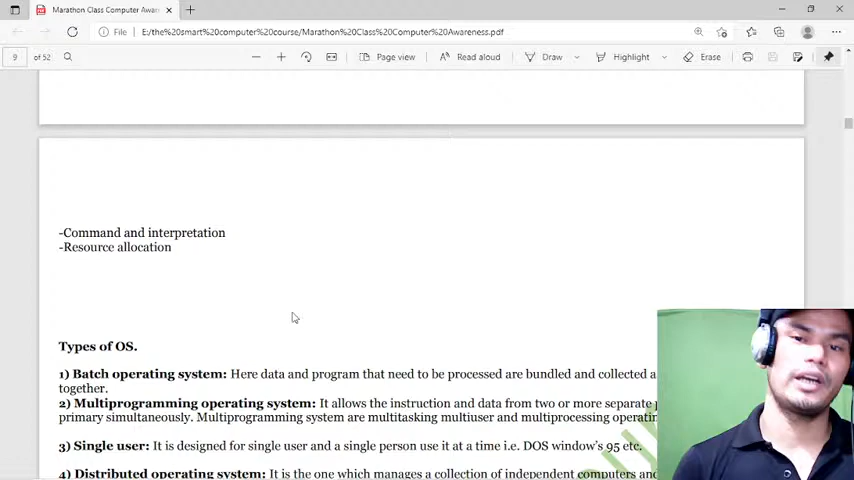 Marathon Class Computer Awar
File
E:/the%20smart%20computer%20course/Marathon%20Class%20Computer%20Awareness.pdf
9 of 52
Page view
Read aloud
Draw
Highlight
Erase
-Command and interpretation
-Resource allocation
Types of OS.
1) Batch operating system: Here data and program that need to be processed are bundled and collected a
together.
2) Multiprogramming operating system: It allows the instruction and data from two or more separate
primary simultaneously. Multiprogramming system are multitasking multiuser and multiprocessing operatin
3) Single user: It is designed for single user and a single person use it at a time i.e. DOS window's 95 etc.
4) Distributed operating system: It is the one which manages a collection of independent computers and